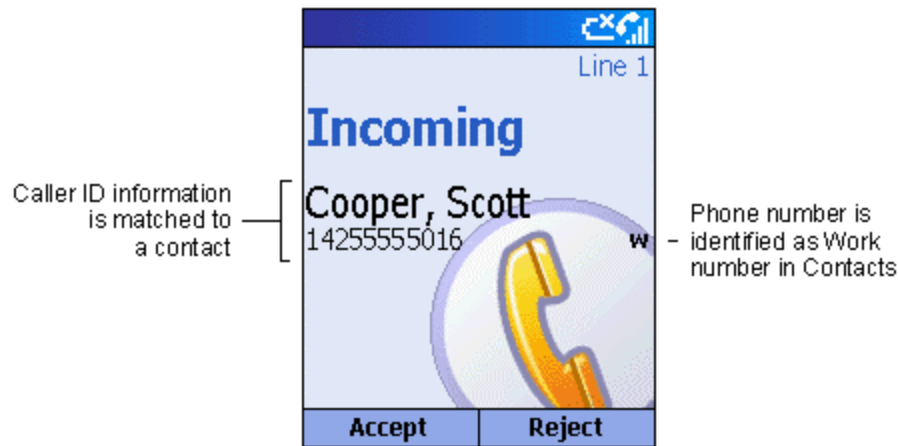 Line 1
Incoming
Caller ID information
is matched to
a contact
Cooper, Scott
14255555016 w
Phone number is
identified as Work
number in Contacts
Accept Reject